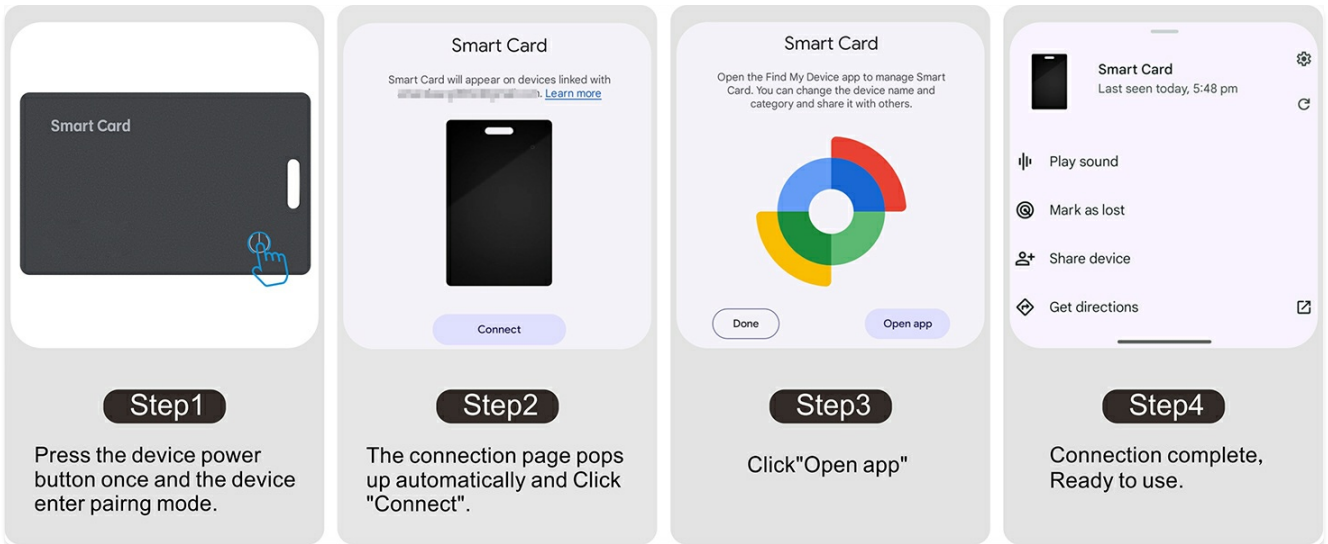 Smart Card
Step1
Press the device power
button once and the device
enter pairng mode.
Smart Card
Smart Card will appear on devices linked with
Learn more
Connect
Step2
The connection page pops
up automatically and Click
"Connect".
Smart Card
Open the Find My Device app to manage Smart
Card. You can change the device name and
category and share it with others.
Done
Open app
Step3
Click"Open app"
Smart Card
Last seen today, 5:48 pm
Play sound
Mark as lost
Share device
Get directions
Step4
Connection complete,
Ready to use.